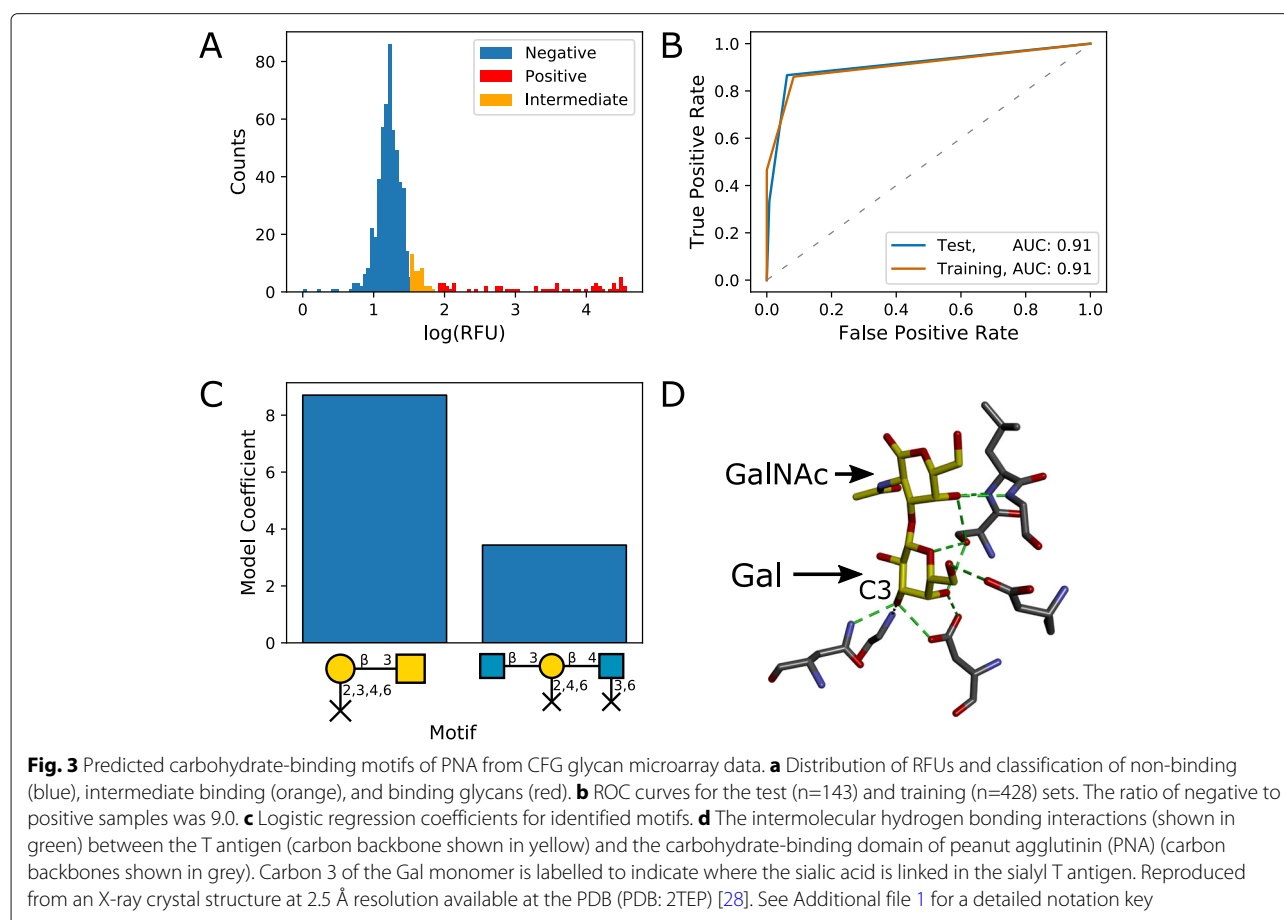 A
B
Negative
Positive
Intermediate
80
60
40
20
0
Counts
0 1 2 3 4
log(RFU)
1.0
0.8
0.6
0.4
0.2
0.0
True Positive Rate
Test, AUC: 0.91
Training, AUC: 0.91
0.0 0.2 0.4 0.6 0.8 1.0
False Positive Rate
C
D
8
6
4
2
0
Model Coefficient
β 3
2,3,4,6
β 3 β 4
2,4,6 3,6
Motif
GalNAc
Gal
C3
Fig. 3 Predicted carbohydrate-binding motifs of PNA from CFG glycan microarray data. a Distribution of RFUs and classification of non-binding
(blue), intermediate binding (orange), and binding glycans (red). b ROC curves for the test (n=143) and training (n=428) sets. The ratio of negative to
positive samples was 9.0. c Logistic regression coefficients for identified motifs. d The intermolecular hydrogen bonding interactions (shown in
green) between the T antigen (carbon backbone shown in yellow) and the carbohydrate-binding domain of peanut agglutinin (PNA) (carbon
backbones shown in grey). Carbon 3 of the Gal monomer is labelled to indicate where the sialic acid is linked in the sialyl T antigen. Reproduced
from an X-ray crystal structure at 2.5 Å resolution available at the PDB (PDB: 2TEP) [28]. See Additional file 1 for a detailed notation key